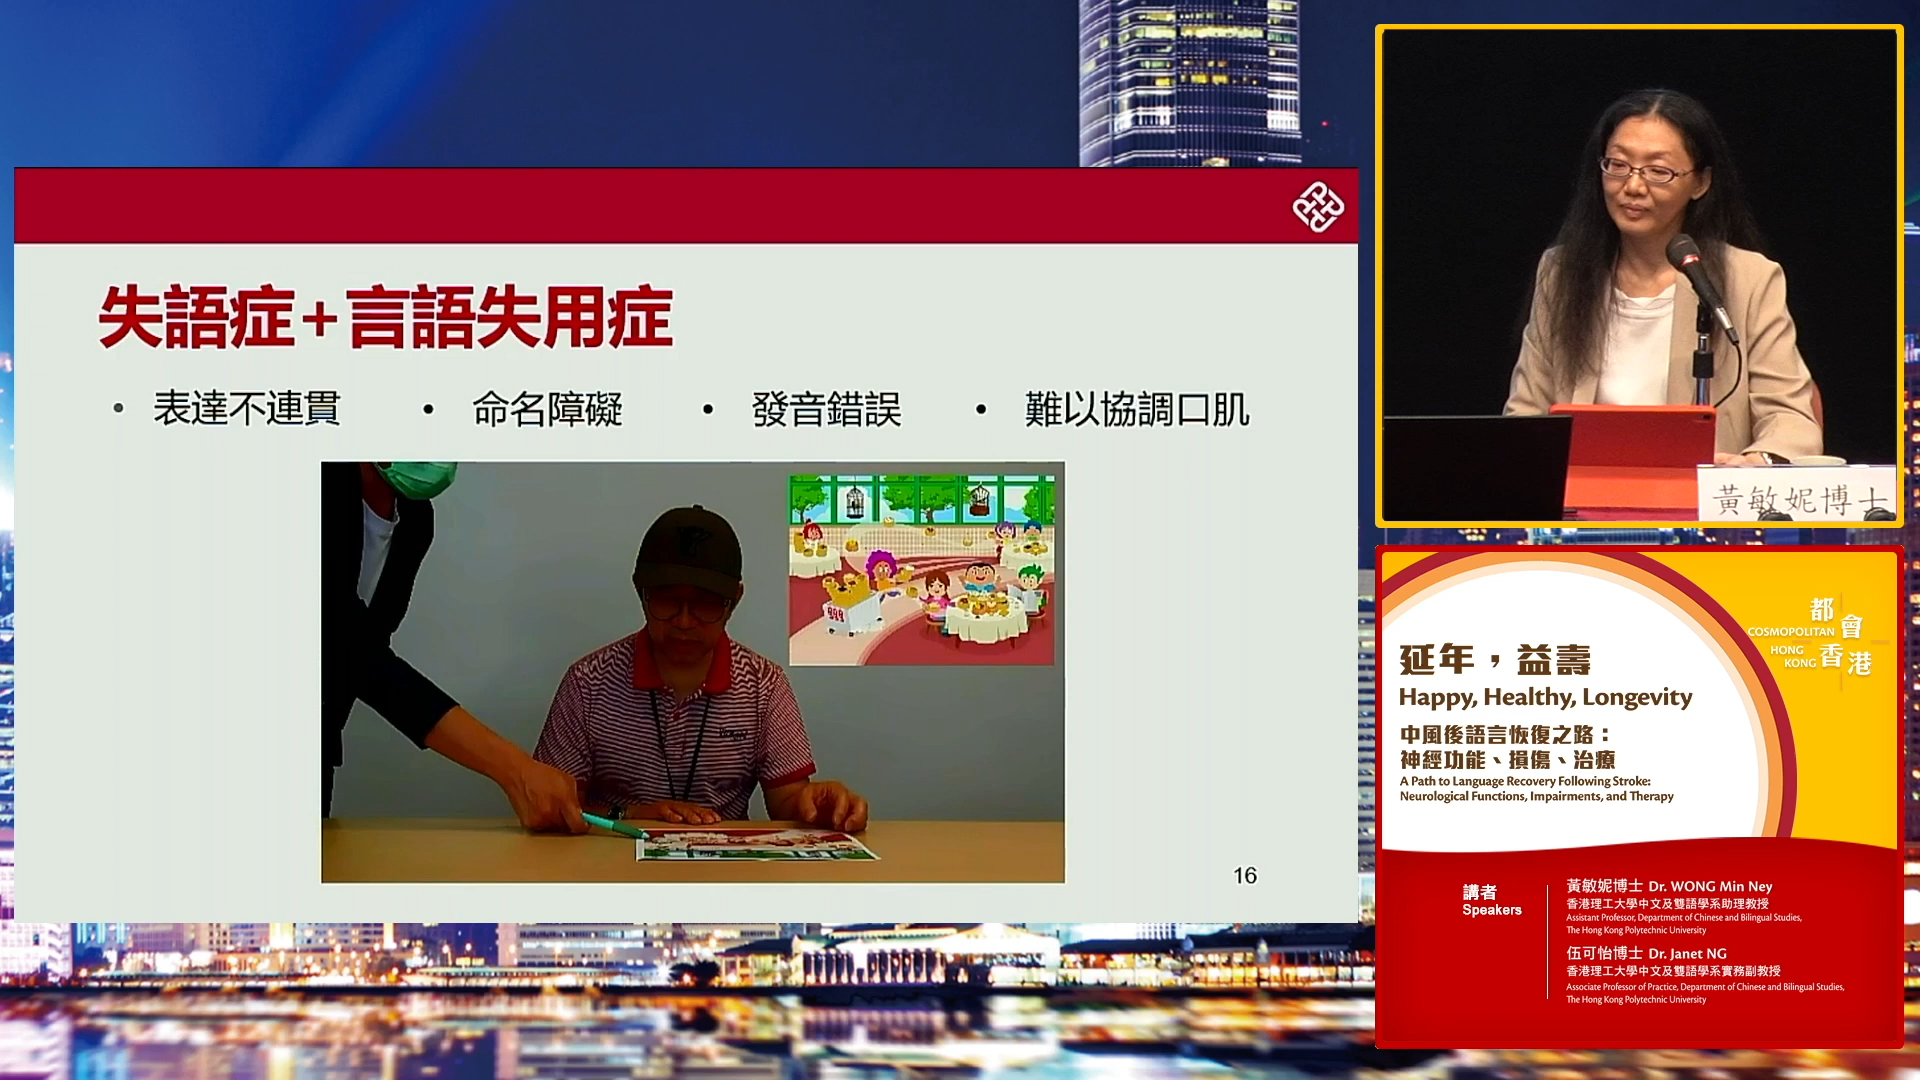 失語症+言語失用症
• 表達不連貫 • 命名障礙 • 發音錯誤 • 難以協調口肌
16
黃敏妮博士
都會香港
COSMOPOLITAN
HONG
KONG
延年，益壽
Happy, Healthy, Longevity
中風後語言恢復之路：
神經功能、損傷、治療
A Path to Language Recovery Following Stroke:
Neurological Functions, Impairments, and Therapy
講者
Speakers
黃敏妮博士 Dr. WONG Min Ney
香港理工大學中文及雙語學系助理教授
Assistant Professor, Department of Chinese and Bilingual Studies,
The Hong Kong Polytechnic University
伍可怡博士 Dr. Janet NG
香港理工大學中文及雙語學系實務副教授
Associate Professor of Practice, Department of Chinese and Bilingual Studies,
The Hong Kong Polytechnic University